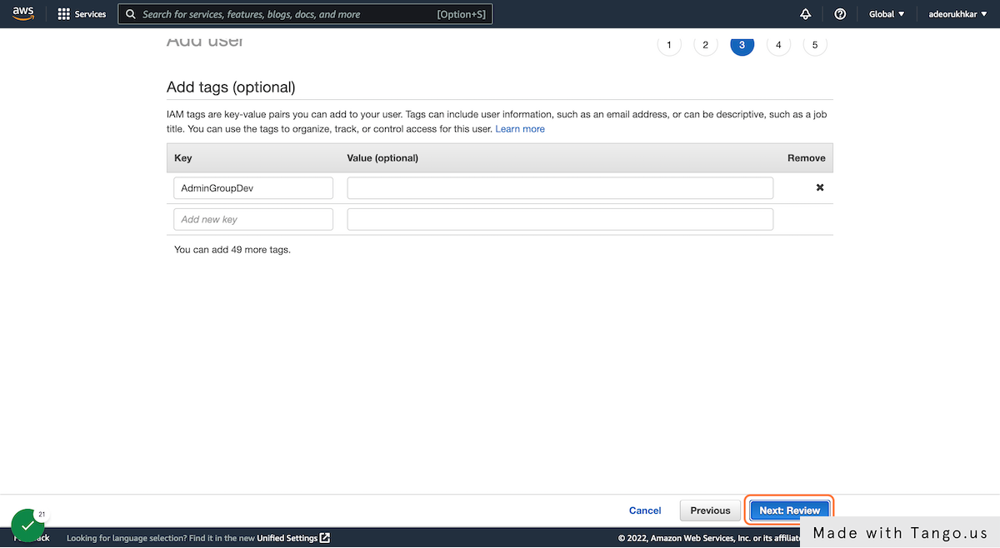 aws Services Search for services, features, blogs, docs, and more [Option+S] Global adeorukhkar
Add user 1 2 3 4 5
Add tags (optional)
IAM tags are key-value pairs you can add to your user. Tags can include user information, such as an email address, or can be descriptive, such as a job
title. You can use the tags to organize, track, or control access for this user. Learn more
Key Value (optional) Remove
AdminGroupDev
Add new key
You can add 49 more tags.
Cancel Previous Next: Review
21
Looking for language selection? Find it in the new Unified Settings © 2022, Amazon Web Services, Inc. or its
Made with Tango.us